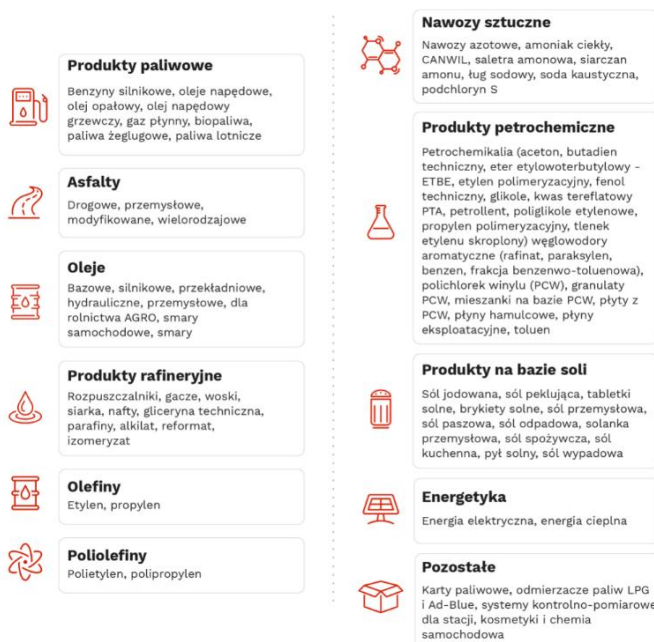 Produkty paliwowe
Benzyny silnikowe, oleje napędowe,
olej opałowy, olej napędowy
grzewczy, gaz płynny, biopaliwa,
paliwa żeglugowe, paliwa lotnicze
Asfalty
Drogowe, przemysłowe,
modyfikowane, wielorodzajowe
Oleje
Bazowe, silnikowe, przekładniowe,
hydrauliczne, przemysłowe, dla
rolnictwa AGRO, smary
samochodowe, smary
Produkty rafineryjne
Rozpuszczalniki, gacze, woski,
siarka, nafty, gliceryna techniczna,
parafiny, alkilat, reformat,
izomeryzat
Olefiny
Etylen, propylen
Poliolefiny
Polietylen, polipropylen
Nawozy sztuczne
Nawozy azotowe, amoniak ciekły,
CANWIL, saletra amonowa, siarczan
amonu, ług sodowy, soda kaustyczna,
podchloryn S
Produkty petrochemiczne
Petrochemikalia (aceton, butadien
techniczny, eter etylowoterbutylowy -
ETBE, etylen polimeryzacyjny, fenol
techniczny, glikole, kwas tereflatowy
PTA, petrollent, poliglikole etylenowe,
propylen polimeryzacyjny, tlenek
etylenu skroplony) węglowodory
aromatyczne (rafinat, paraksylen,
benzen, frakcja benzenwo-toluenowa),
polichlorek winylu (PCW), granulaty
PCW, mieszanki na bazie PCW, płyty z
PCW, płyny hamulcowe, płyny
eksploatacyjne, toluen
Produkty na bazie soli
Sól jodowana, sól peklująca, tabletki
solne, brykiety solne, sól przemysłowa,
sól paszowa, sól odpadowa, solanka
przemysłowa, sól spożywcza, sól
kuchenna, pył solny, sól wypadowa
Energetyka
Energia elektryczna, energia cieplna
Pozostałe
Karty paliwowe, odmierzacze paliw LPG
i Ad-Blue, systemy kontrolno-pomiarowe
dla stacji, kosmetyki i chemia
samochodowa